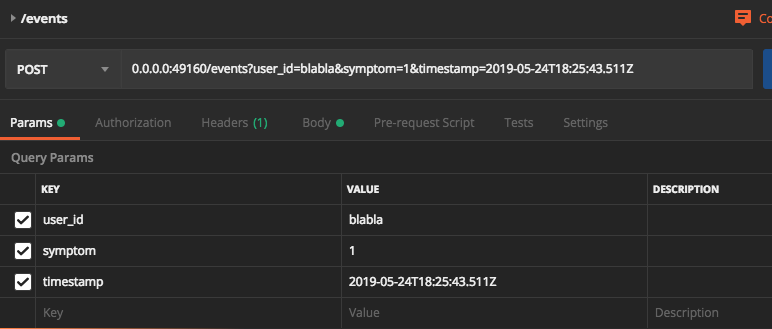 /events
Co
POST 0.0.0.0:49160/events?user_id=blabla&symptom=1&timestamp=2019-05-24T18:25:43.511Z
Params Authorization Headers (1) Body Pre-request Script Tests Settings
Query Params
KEY VALUE DESCRIPTION
user_id blabla
symptom 1
timestamp 2019-05-24T18:25:43.511Z
Key Value Description